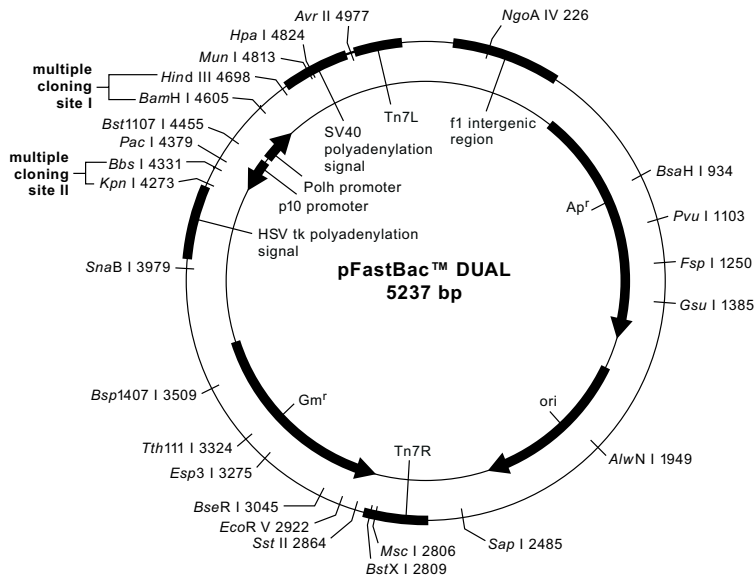 Avr II 4977
Hpa I 4824
Mun I 4813
multiple
cloning
site I
Hind III 4698
BamH I 4605
Bst1107 I 4455
Pac I 4379
multiple
cloning
site II
Bbs I 4331
Kpn I 4273
SnaB I 3979
NgoA IV 226
Tn7L
f1 intergenic
region
SV40
polyadenylation
signal
Polh promoter
p10 promoter
HSV tk polyadenylation
signal
BsaH I 934
Apr
Pvu I 1103
Fsp I 1250
Gsu I 1385
pFastBac™ DUAL
5237 bp
Bsp1407 I 3509
Gmr
ori
Tth111 I 3324
Esp3 I 3275
Tn7R
AlwN I 1949
BseR I 3045
EcoR V 2922
Sst II 2864
Msc I 2806
BstX I 2809
Sap I 2485